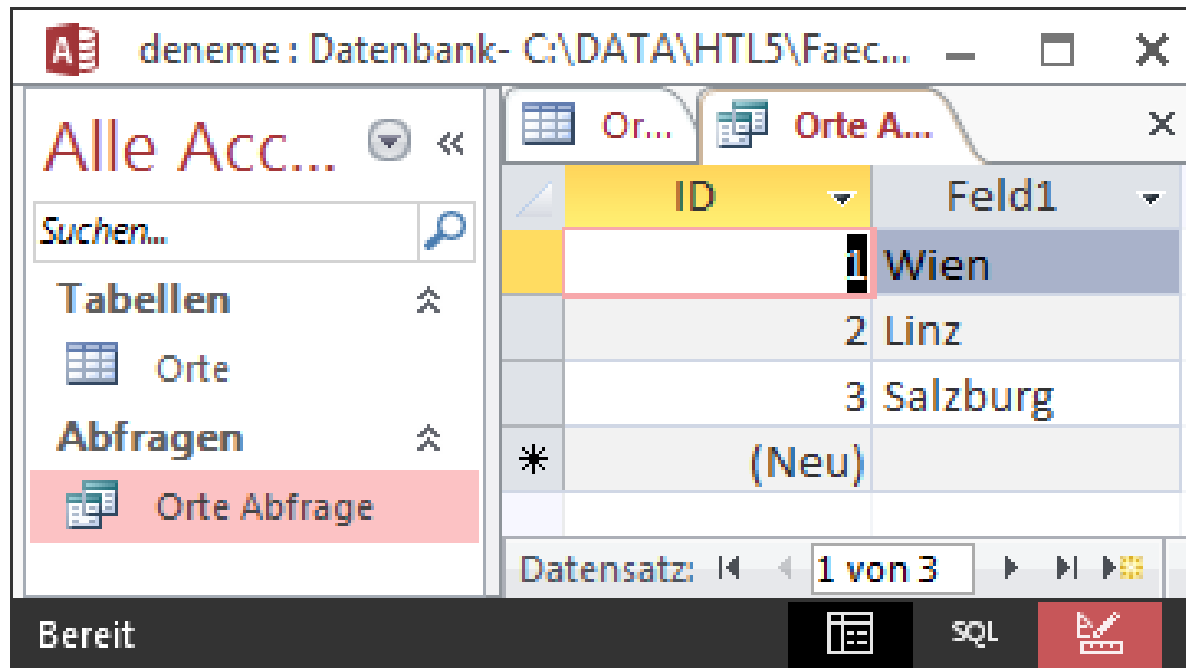 deneme : Datenbank- C:\DATA\HTL5\Faec...
Alle Acc...
Suchen...
Tabellen
Orte
Abfragen
Orte Abfrage
Or... Orte A...
ID Feld1
1 Wien
2 Linz
3 Salzburg
(Neu)
Datensatz: 1 von 3
Bereit SQL